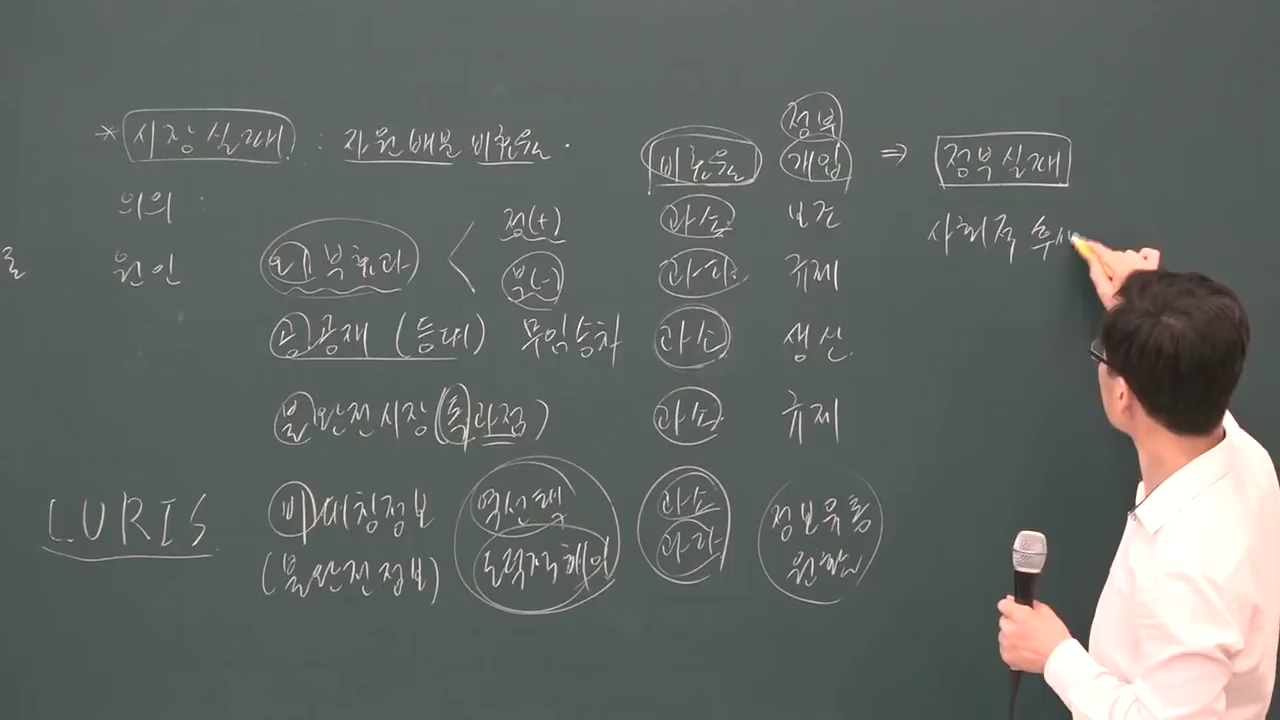 * 시장실패 : 자원배분 비효율.
정부
비효율 개입 ⇒ 정부실패
의의 :
원인
를
외부효과 < 정(+) 과소 보조
부(-) 과다 규제
공공재 (등대) 무임승차 과소 생산.
불완전시장(독과점) 과소 규제
LURIS
비대칭정보 역선택 과소 정보유통
(불완전정보) 도덕적해이 과다 원활
사회적 후생